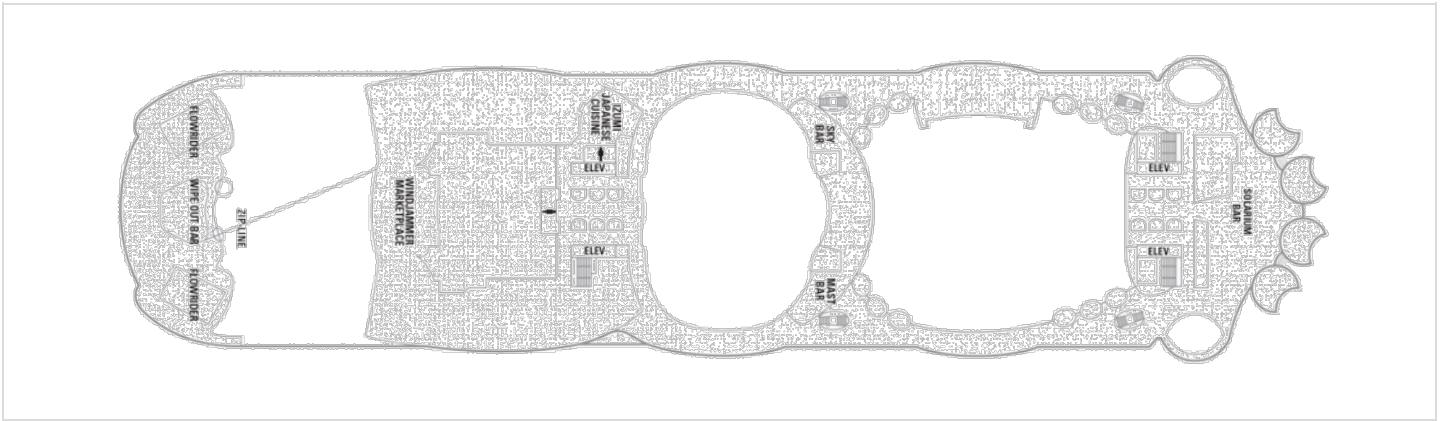 FLOWRIDER
WIPE OUT BAR
FLOWRIDER
ZIP LINE
WINDJAMMER
MARKETPLACE
IZUMI
JAPANESE
CUISINE
ELEV
ELEV
SKY
BAR
MAST
BAR
ELEV
ELEV
SOLARIUM
BAR